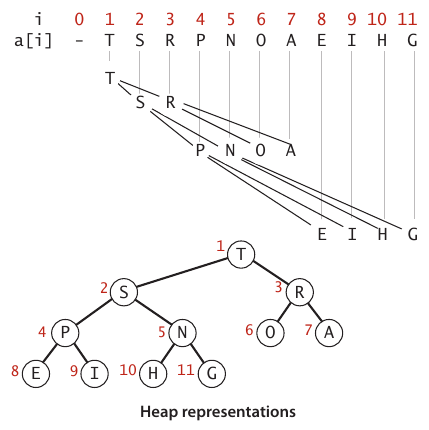 i 0 1 2 3 4 5 6 7 8 9 10 11
a[i] - T S R P N O A E I H G
T
S R
P N O A
E I H G
1 T
2 S 3 R
4 P 5 N 6 O 7 A
8 E 9 I 10 H 11 G
Heap representations